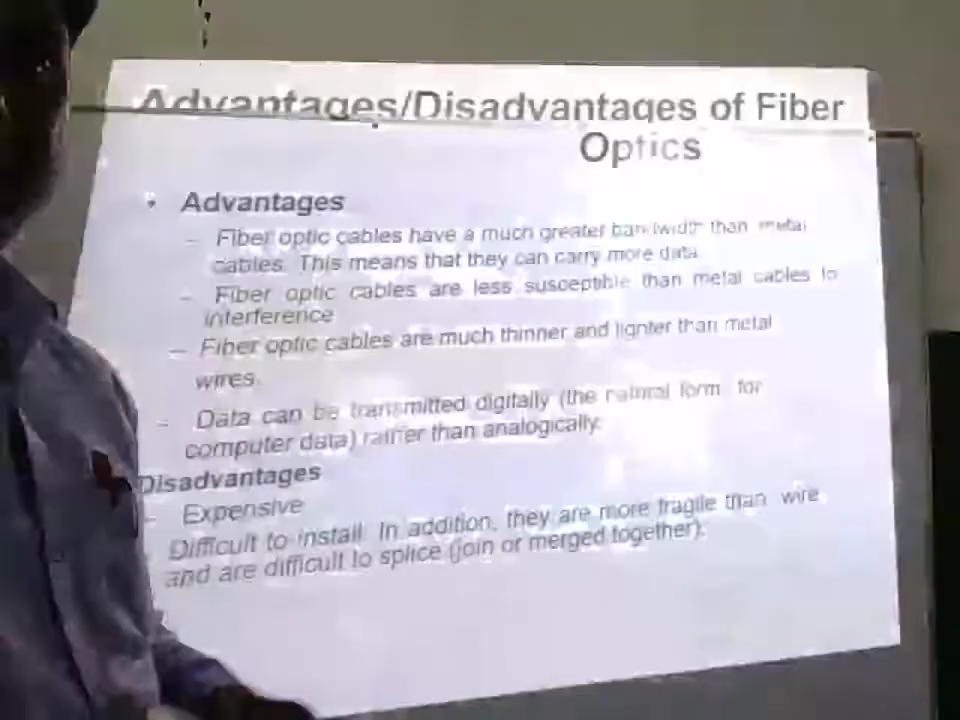 Advantages/Disadvantages of Fiber
Optics
• Advantages
– Fiber optic cables have a much greater bandwidth than metal
cables. This means that they can carry more data.
– Fiber optic cables are less susceptible than metal cables to
interference
– Fiber optic cables are much thinner and lighter than metal
wires.
– Data can be transmitted digitally (the natural form for
computer data) rather than analogically.
Disadvantages
– Expensive
Difficult to install. In addition, they are more fragile than wire
and are difficult to splice (join or merged together).